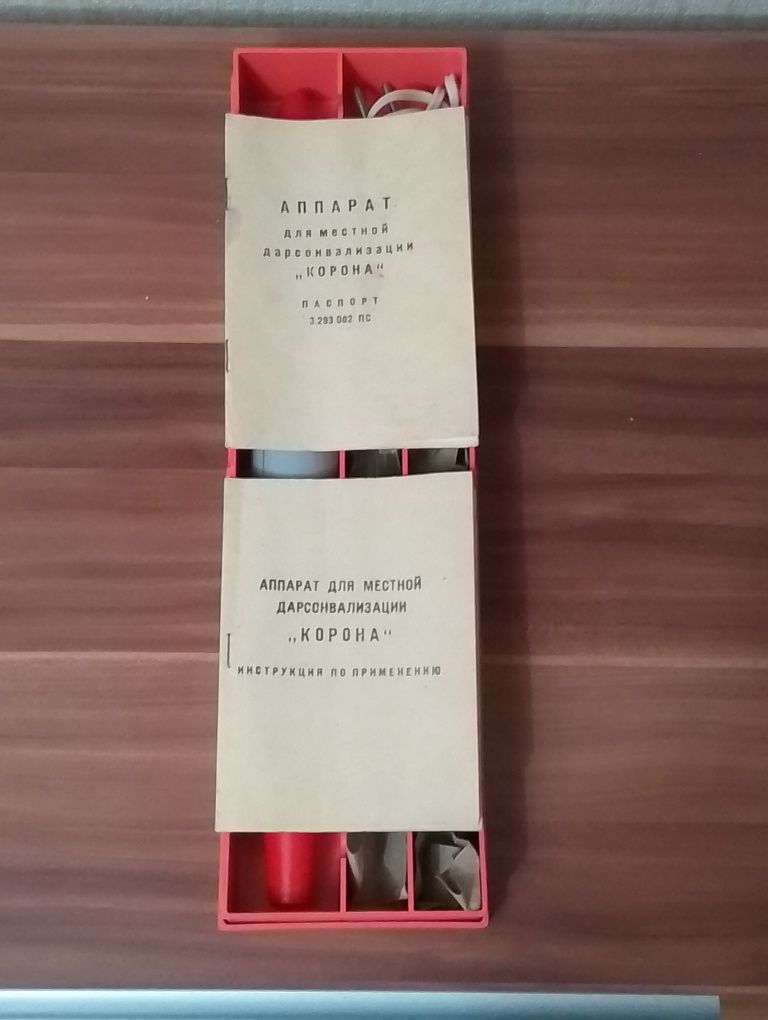 АППАРАТ
для местной
дарсонвализации
„КОРОНА“
ПАСПОРТ
3.293.002 ПС
АППАРАТ ДЛЯ МЕСТНОЙ
ДАРСОНВАЛИЗАЦИИ
„КОРОНА“
ИНСТРУКЦИЯ ПО ПРИМЕНЕНИЮ